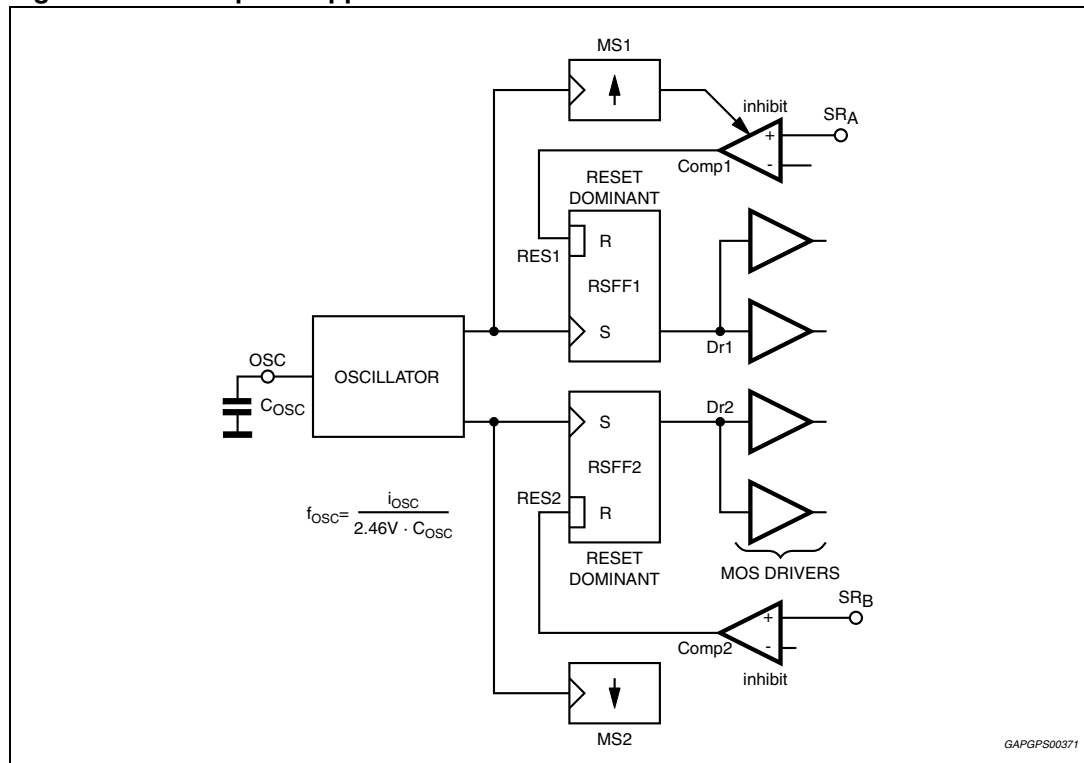 MS1
inhibit
SRA
+
-
Comp1
RESET
DOMINANT
R
RES1
RSFF1
S
Dr1
OSC
OSCILLATOR
COSC
S
Dr2
RSFF2
RES2
R
fOSC= iOSC
2.46V · COSC
RESET
DOMINANT
MOS DRIVERS
SRB
+
-
Comp2
inhibit
MS2
GAPGPS00371